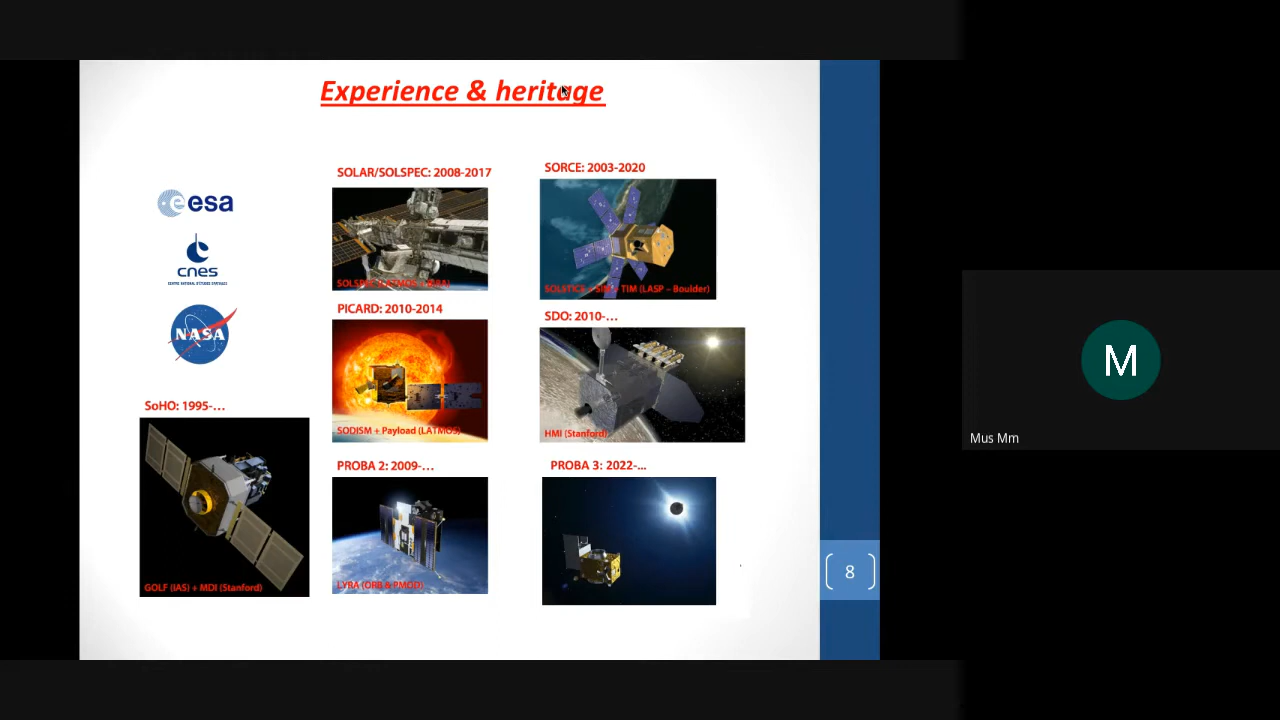 Experience & heritage
SOLAR/SOLSPEC: 2008-2017
SORCE: 2003-2020
esa
cnes
CENTRE NATIONAL D'ÉTUDES SPATIALES
NASA
SOLSPEC (LATMOS
SOLSTICE + SIM + TIM (LASP – Boulder)
PICARD: 2010-2014
SDO: 2010-...
SoHO: 1995-...
SODISM + Payload (LATMOS)
HMI (Stanford)
PROBA 2: 2009-...
PROBA 3: 2022-...
GOLF (IAS) + MDI (Stanford)
LYRA (ORB & PMOD)
8
M
Mus Mm